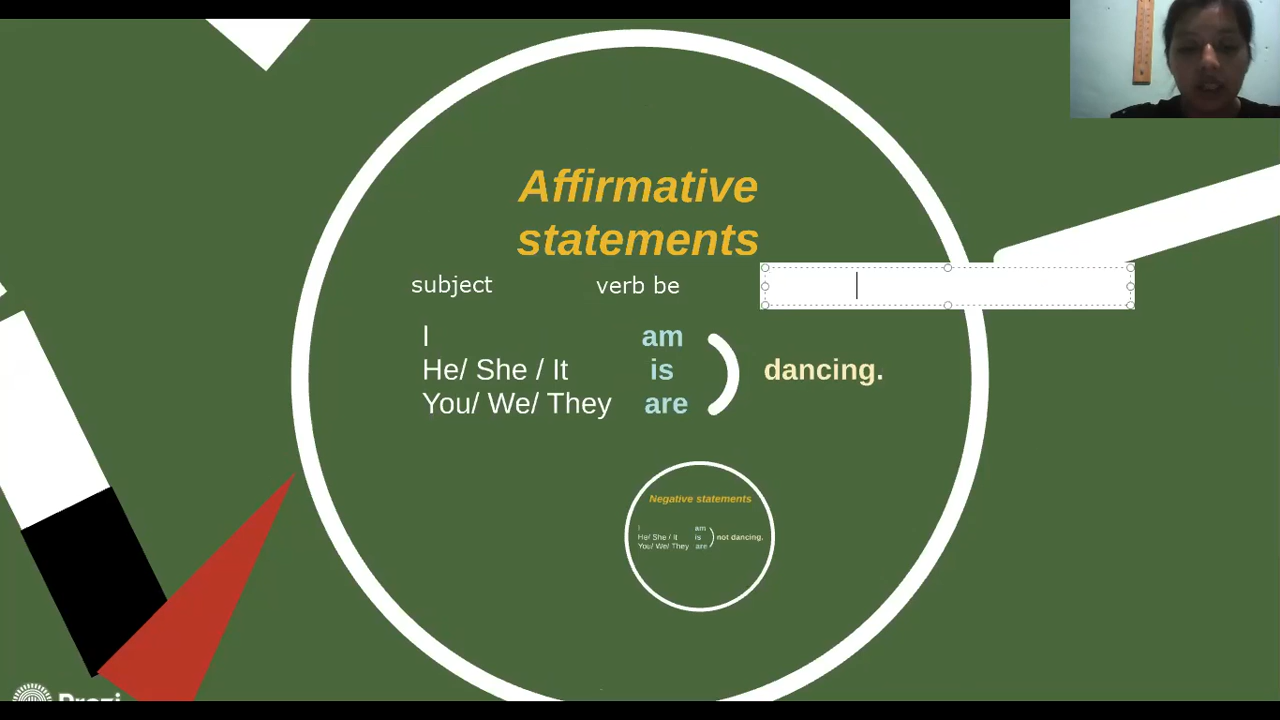 Affirmative
statements
subject verb be
I am
He/ She / It is dancing.
You/ We/ They are
Negative statements
I am
He/ She / It is not dancing.
You/ We/ They are
Prezi